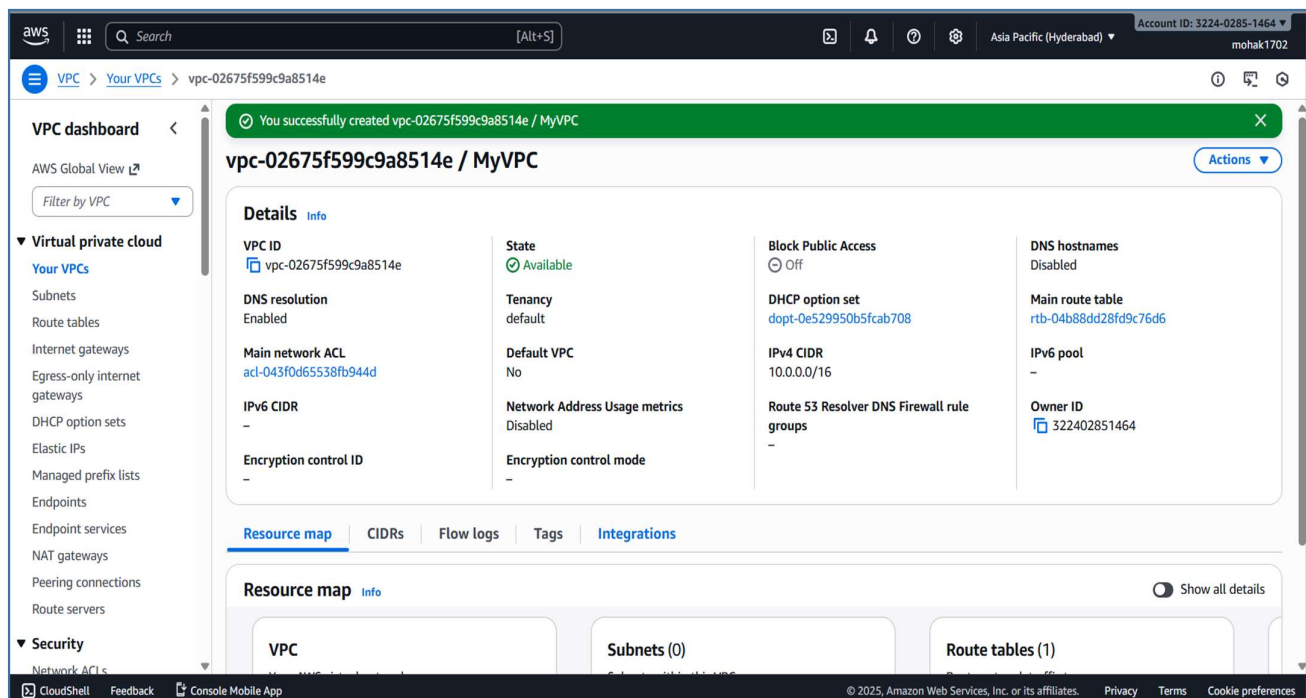 aws
Search [Alt+S]
Asia Pacific (Hyderabad) ▼
Account ID: 3224-0285-1464 ▼
mohak1702
VPC > Your VPCs > vpc-02675f599c9a8514e
VPC dashboard
AWS Global View
Filter by VPC
Virtual private cloud
Your VPCs
Subnets
Route tables
Internet gateways
Egress-only internet
gateways
DHCP option sets
Elastic IPs
Managed prefix lists
Endpoints
Endpoint services
NAT gateways
Peering connections
Route servers
Security
Network ACLs
You successfully created vpc-02675f599c9a8514e / MyVPC
vpc-02675f599c9a8514e / MyVPC
Actions
Details Info
VPC ID
vpc-02675f599c9a8514e
State
Available
Block Public Access
Off
DNS hostnames
Disabled
DNS resolution
Enabled
Tenancy
default
DHCP option set
dopt-0e529950b5fcab708
Main route table
rtb-04b88dd28fd9c76d6
Main network ACL
acl-043f0d65538fb944d
Default VPC
No
IPv4 CIDR
10.0.0.0/16
IPv6 pool
–
IPv6 CIDR
–
Network Address Usage metrics
Disabled
Route 53 Resolver DNS Firewall rule
groups
–
Owner ID
322402851464
Encryption control ID
–
Encryption control mode
–
Resource map CIDRs Flow logs Tags Integrations
Resource map Info
Show all details
VPC
Subnets (0)
Route tables (1)
CloudShell Feedback Console Mobile App
© 2025, Amazon Web Services, Inc. or its affiliates. Privacy Terms Cookie preferences